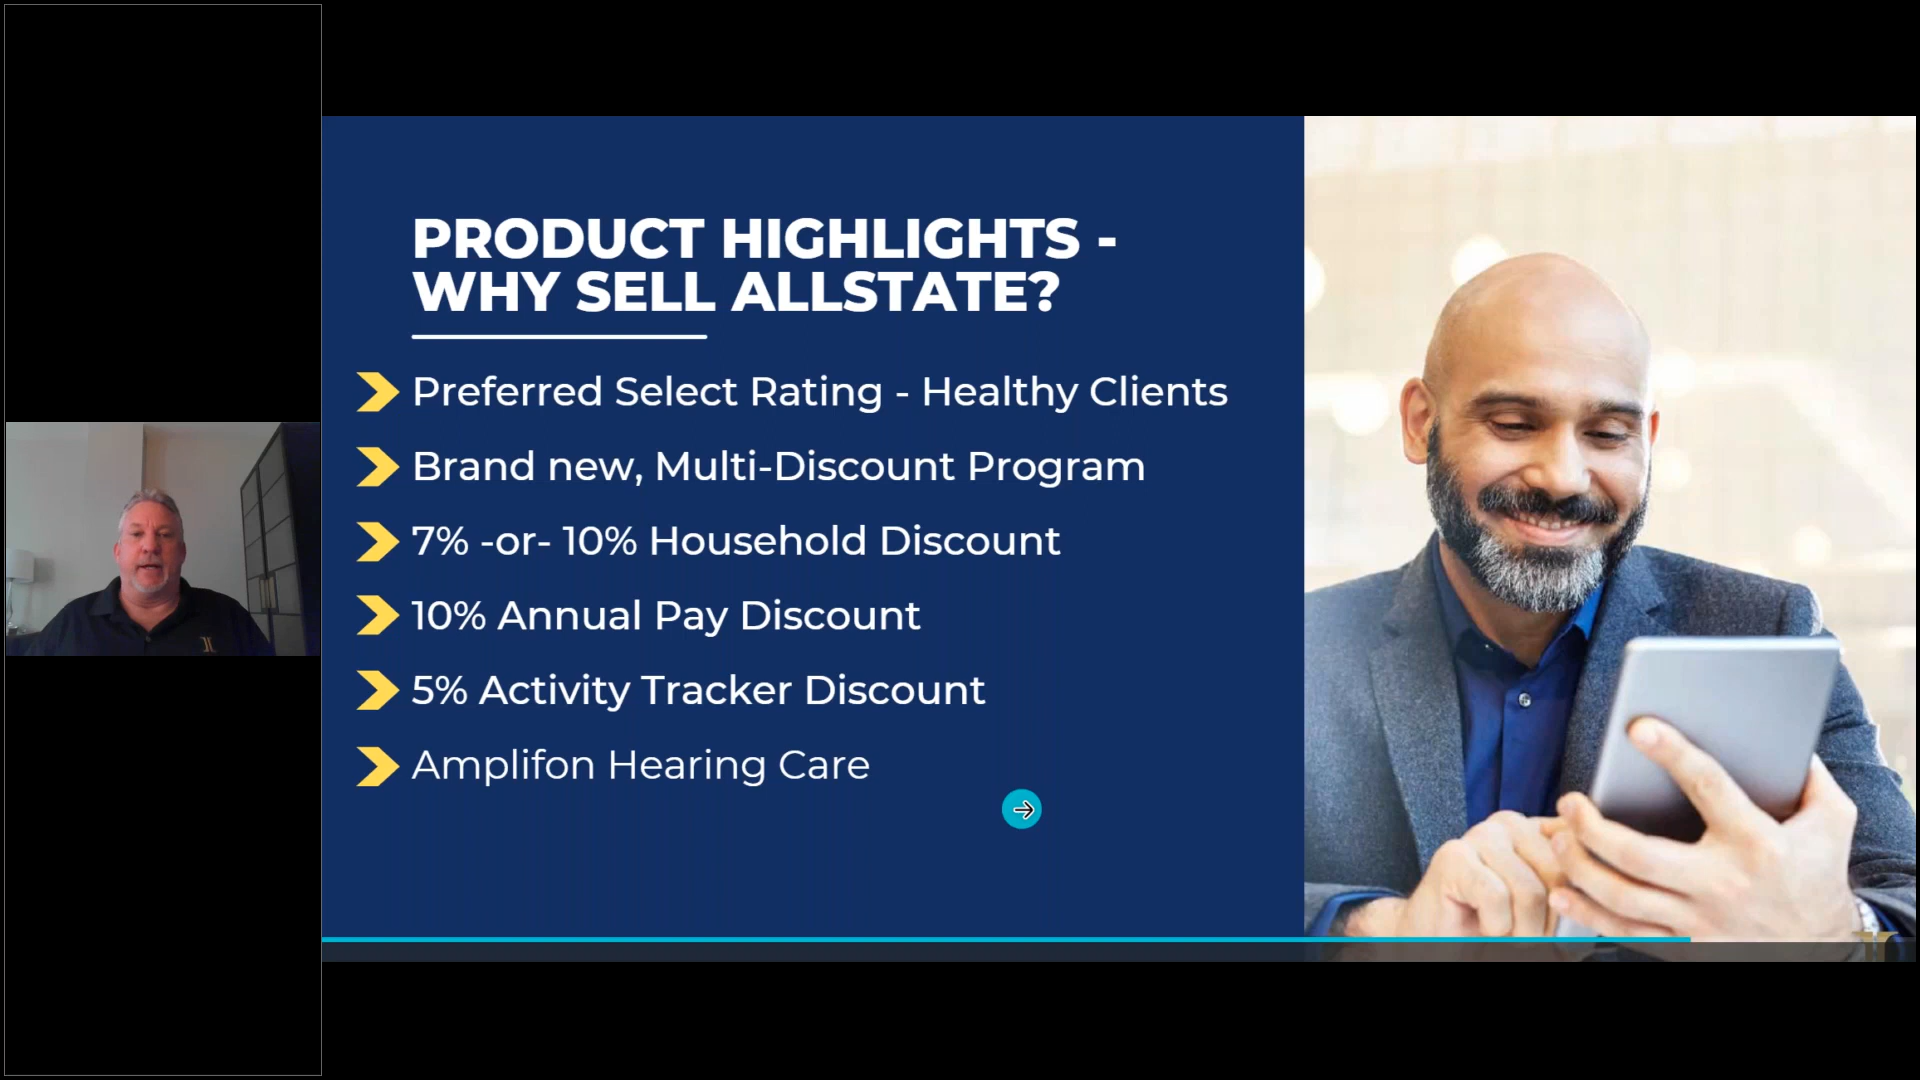 PRODUCT HIGHLIGHTS -
WHY SELL ALLSTATE?
Preferred Select Rating - Healthy Clients
Brand new, Multi-Discount Program
7% -or- 10% Household Discount
10% Annual Pay Discount
5% Activity Tracker Discount
Amplifon Hearing Care